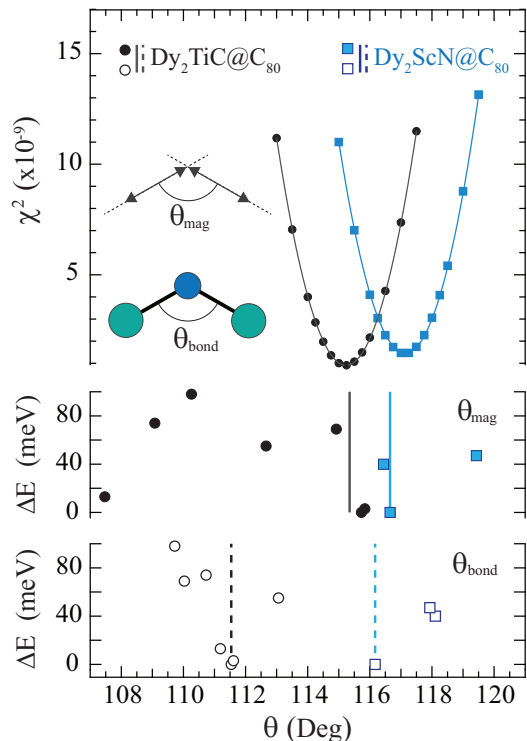 15
10
5
χ² (x10⁻⁹)
Dy₂TiC@C₈₀
Dy₂ScN@C₈₀
θmag
θbond
80
40
0
ΔE (meV)
θmag
80
40
0
ΔE (meV)
θbond
108 110 112 114 116 118 120
θ (Deg)